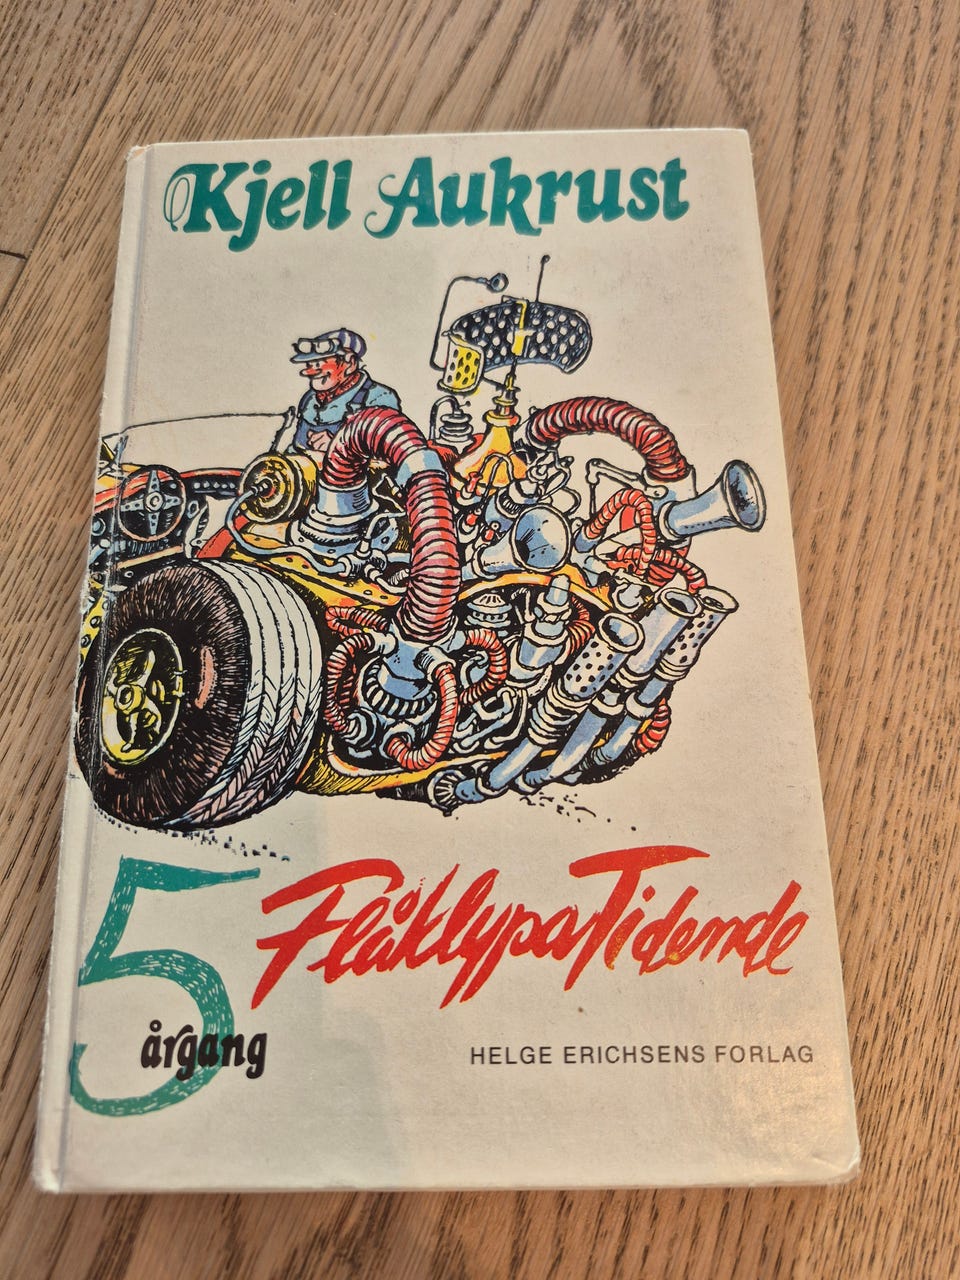 Kjell Aukrust
5 Flåklypa Tidende
årgang
HELGE ERICHSENS FORLAG